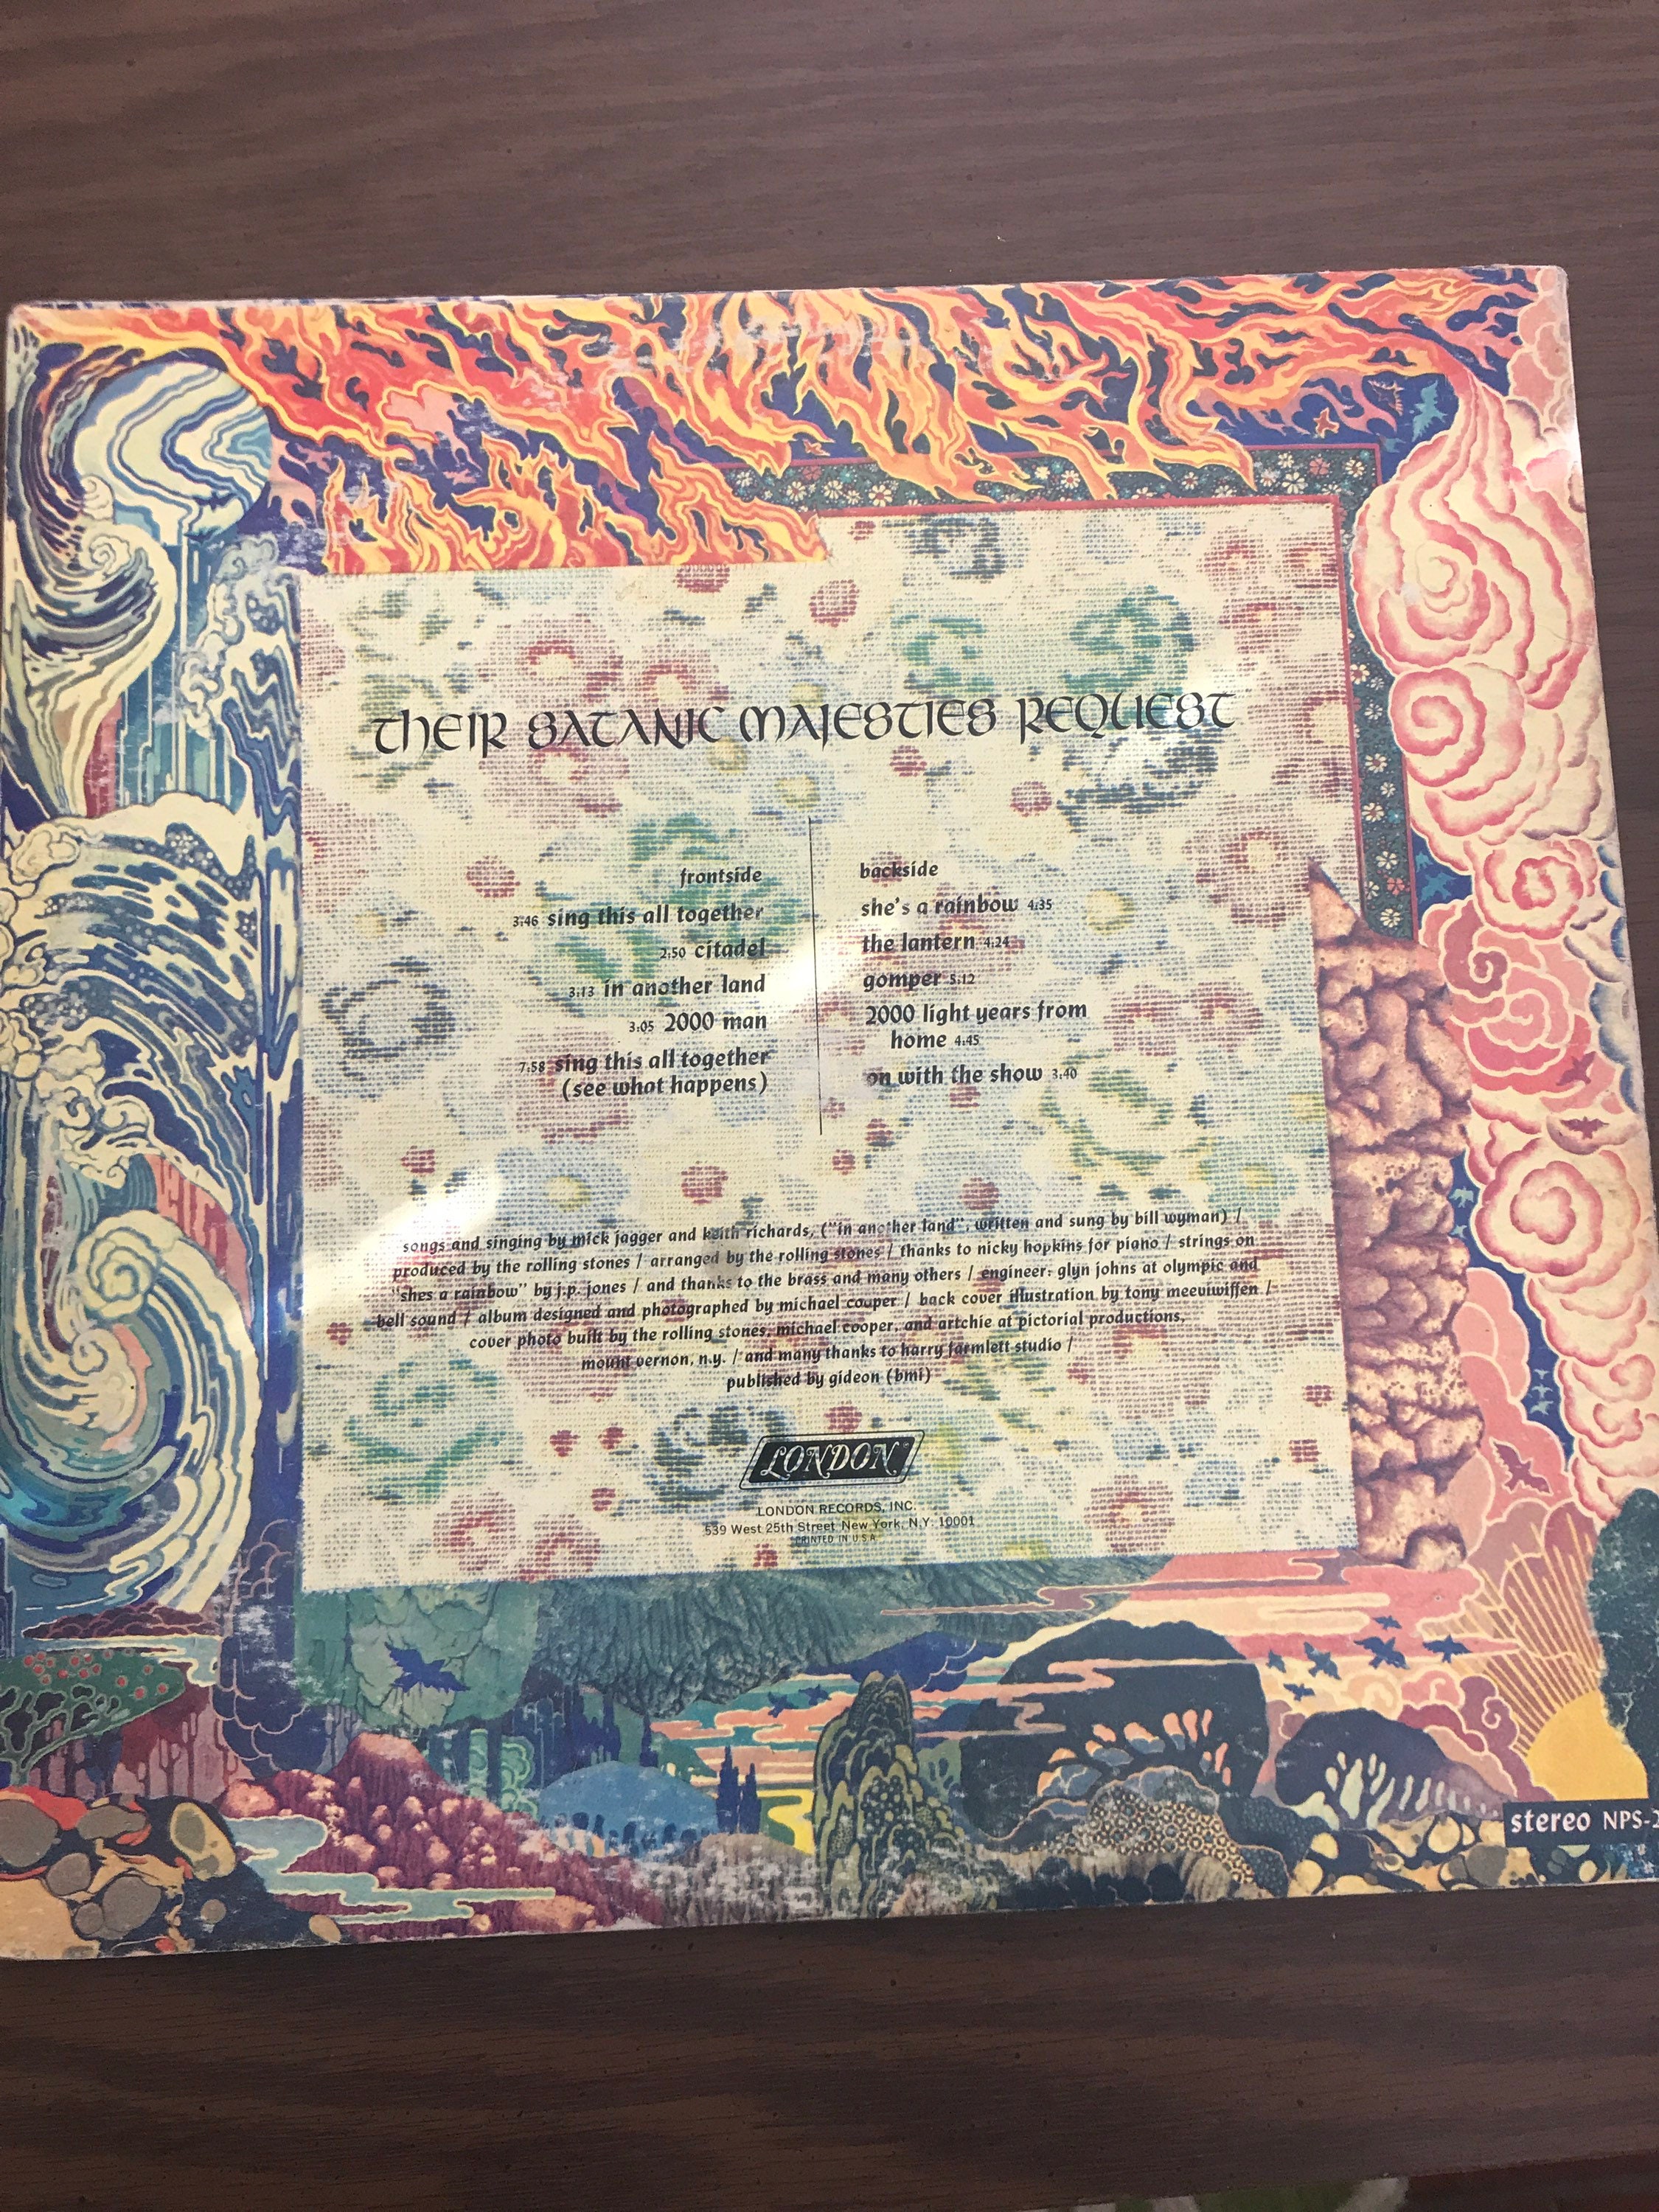 their satanic majesties request
frontside
3:46 sing this all together
2:50 citadel
3:13 in another land
3:05 2000 man
7:58 sing this all together
(see what happens)
backside
she's a rainbow 4:35
the lantern 4:24
gomper 5:12
2000 light years from
home 4:45
on with the show 3:40
songs and singing by mick jagger and keith richards, ("in another land", written and sung by bill wyman) /
produced by the rolling stones / arranged by the rolling stones / thanks to nicky hopkins for piano / strings on
"shes a rainbow" by j.p. jones / and thanks to the brass and many others / engineer: glyn johns at olympic and
bell sound / album designed and photographed by michael couper / back cover illustration by tony meeuiwiffen /
cover photo built by the rolling stones, michael cooper, and artchie at pictorial productions,
mount vernon, n.y. / and many thanks to harry farmlett studio /
published by gideon (bmi)
LONDON
LONDON RECORDS, INC.
539 West 25th Street New York, N.Y. 10001
PRINTED IN U.S.A.
stereo NPS-2